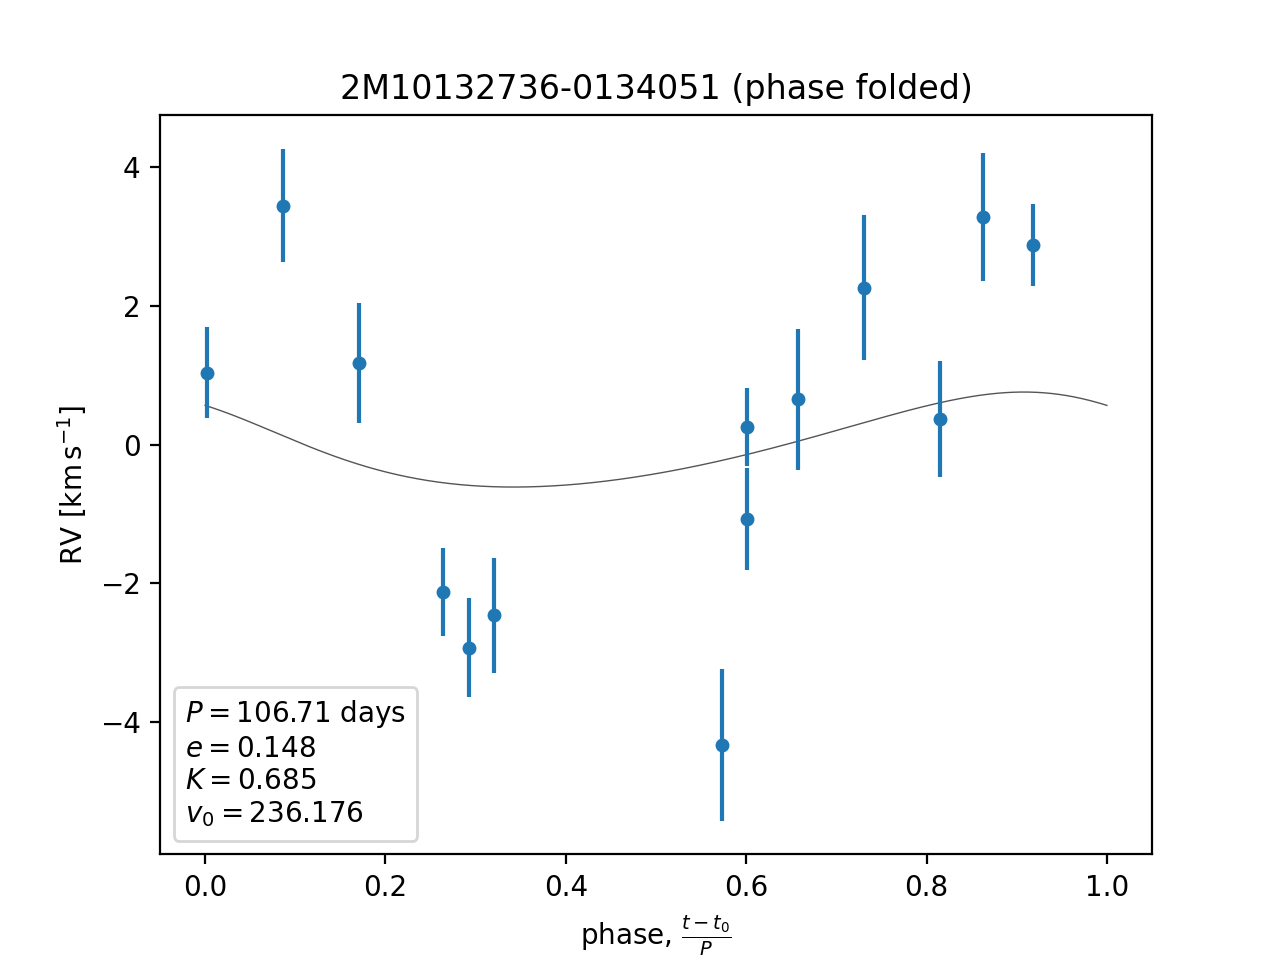 2M10132736-0134051 (phase folded)
RV [km s⁻¹]
4
2
0
−2
−4
P = 106.71 days
e = 0.148
K = 0.685
v₀ = 236.176
0.0 0.2 0.4 0.6 0.8 1.0
phase, (t − t₀)/P